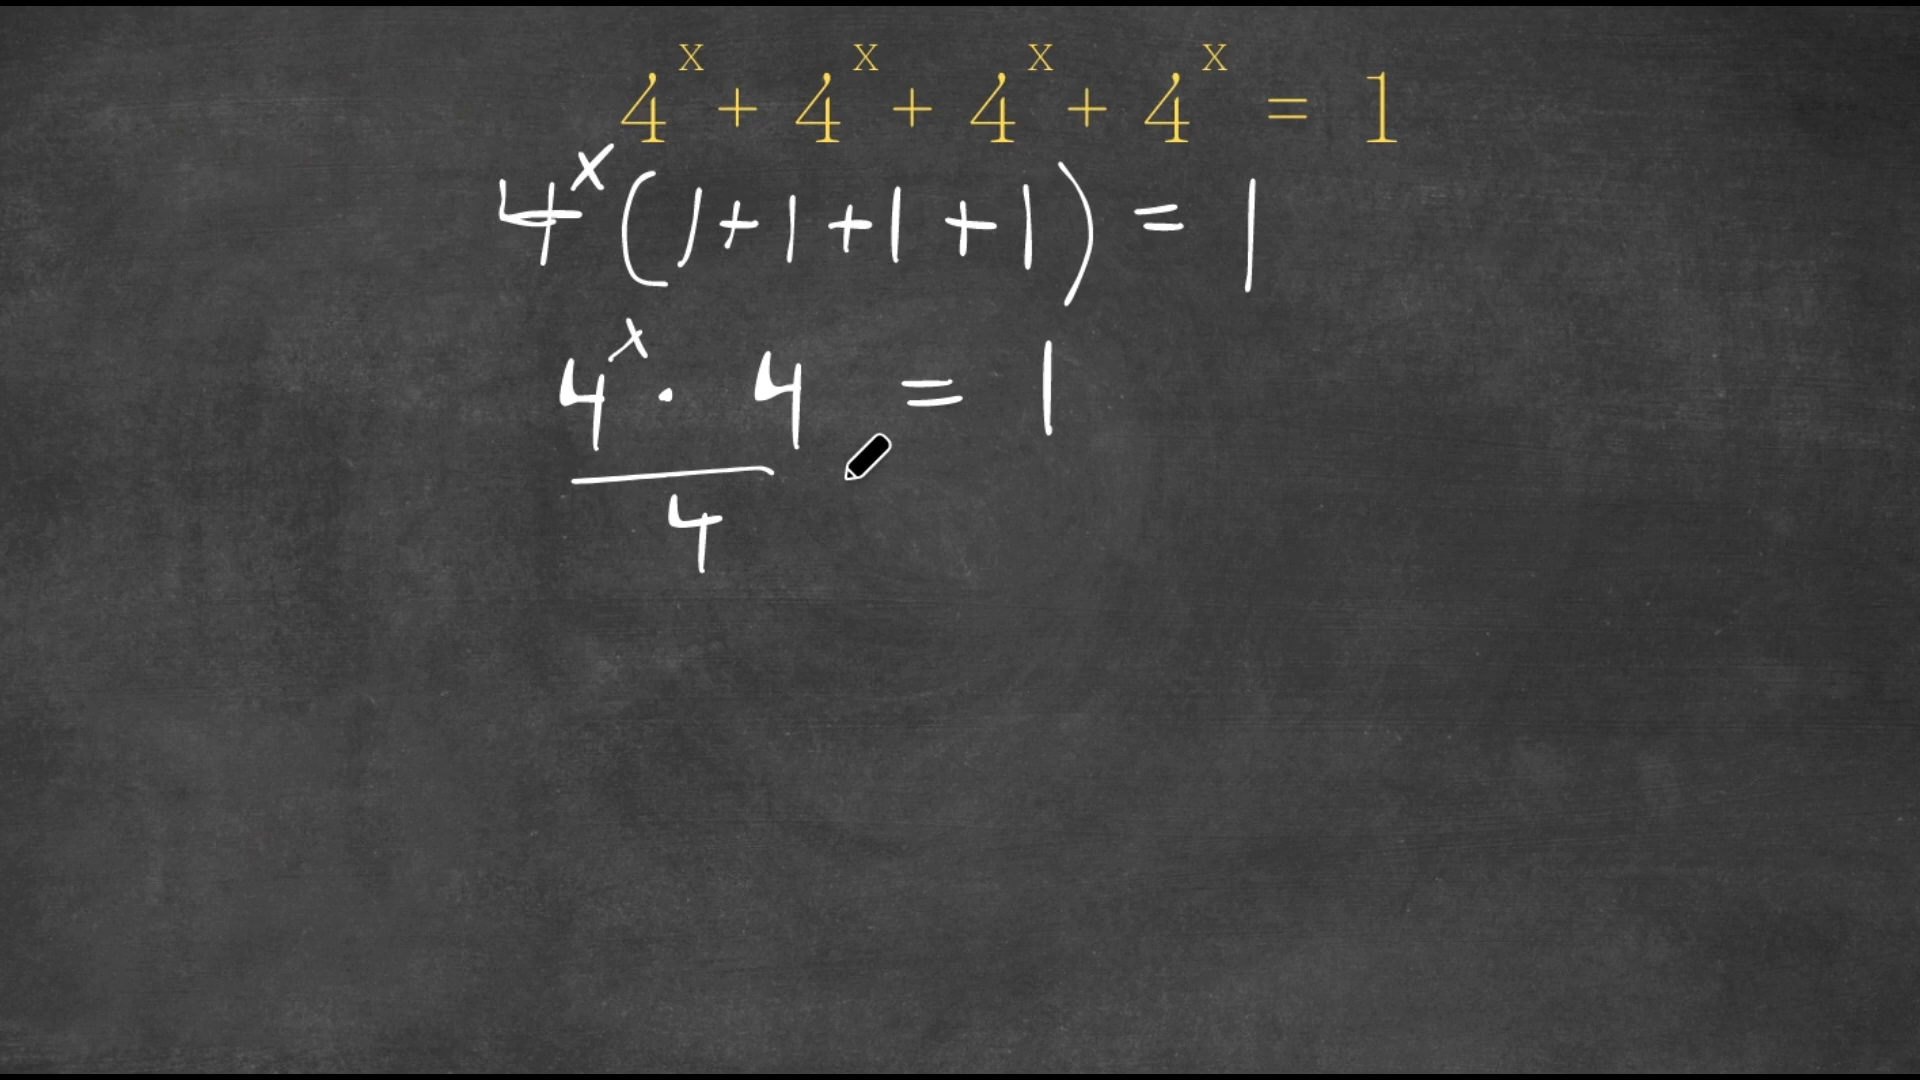 4^x + 4^x + 4^x + 4^x = 1
4^x (1+1+1+1) = 1
4^x · 4 = 1
4